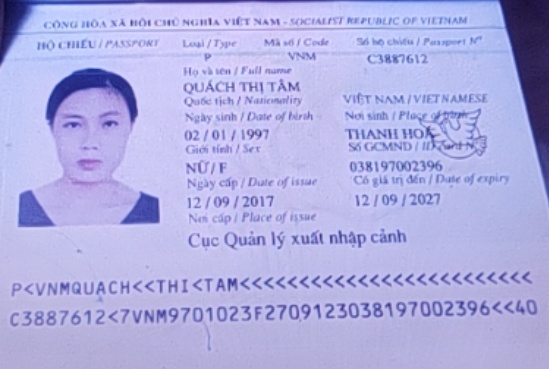 CỘNG HÒA XÃ HỘI CHỦ NGHĨA VIỆT NAM - SOCIALIST REPUBLIC OF VIETNAM
HỘ CHIẾU / PASSPORT Loại / Type Mã số / Code Số hộ chiếu / Passport Nº
P VNM C3887612
Họ và tên / Full name
QUÁCH THỊ TÂM
Quốc tịch / Nationality VIỆT NAM / VIETNAMESE
Ngày sinh / Date of birth Nơi sinh / Place of birth
02 / 01 / 1997 THANH HOÁ
Giới tính / Sex Số GCMND / ID Card N
NỮ / F 038197002396
Ngày cấp / Date of issue Có giá trị đến / Date of expiry
12 / 09 / 2017 12 / 09 / 2027
Nơi cấp / Place of issue
Cục Quản lý xuất nhập cảnh
P<VNMQUACH<<THI<TAM<<<<<<<<<<<<<<<<<<<<<<<<<
C3887612<7VNM9701023F2709123038197002396<<40